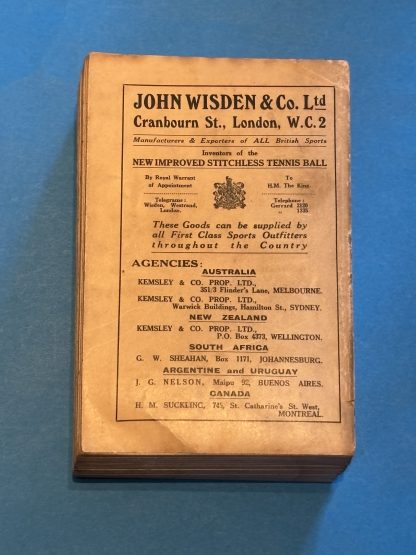 JOHN WISDEN & Co. Ltd
Cranbourn St., London, W.C.2
Manufacturers & Exporters of ALL British Sports
Inventors of the
NEW IMPROVED STITCHLESS TENNIS BALL
By Royal Warrant of Appointment
To H.M. The King
Telegrams: Wisden, Westrand, London.
Telephone: Gerrard 2126
" 1335
These Goods can be supplied by
all First Class Sports Outfitters
throughout the Country
AGENCIES:
AUSTRALIA
KEMSLEY & CO. PROP. LTD.,
351/3 Flinder's Lane, MELBOURNE.
KEMSLEY & CO. PROP. LTD.,
Warwick Buildings, Hamilton St., SYDNEY.
NEW ZEALAND
KEMSLEY & CO. PROP. LTD.,
P.O. Box 4373, WELLINGTON.
SOUTH AFRICA
G. W. SHEAHAN, Box 1171, JOHANNESBURG.
ARGENTINE and URUGUAY
J. G. NELSON, Maipu 92, BUENOS AIRES.
CANADA
H. M. SUCKLING, 745, St. Catharine's St. West,
MONTREAL.